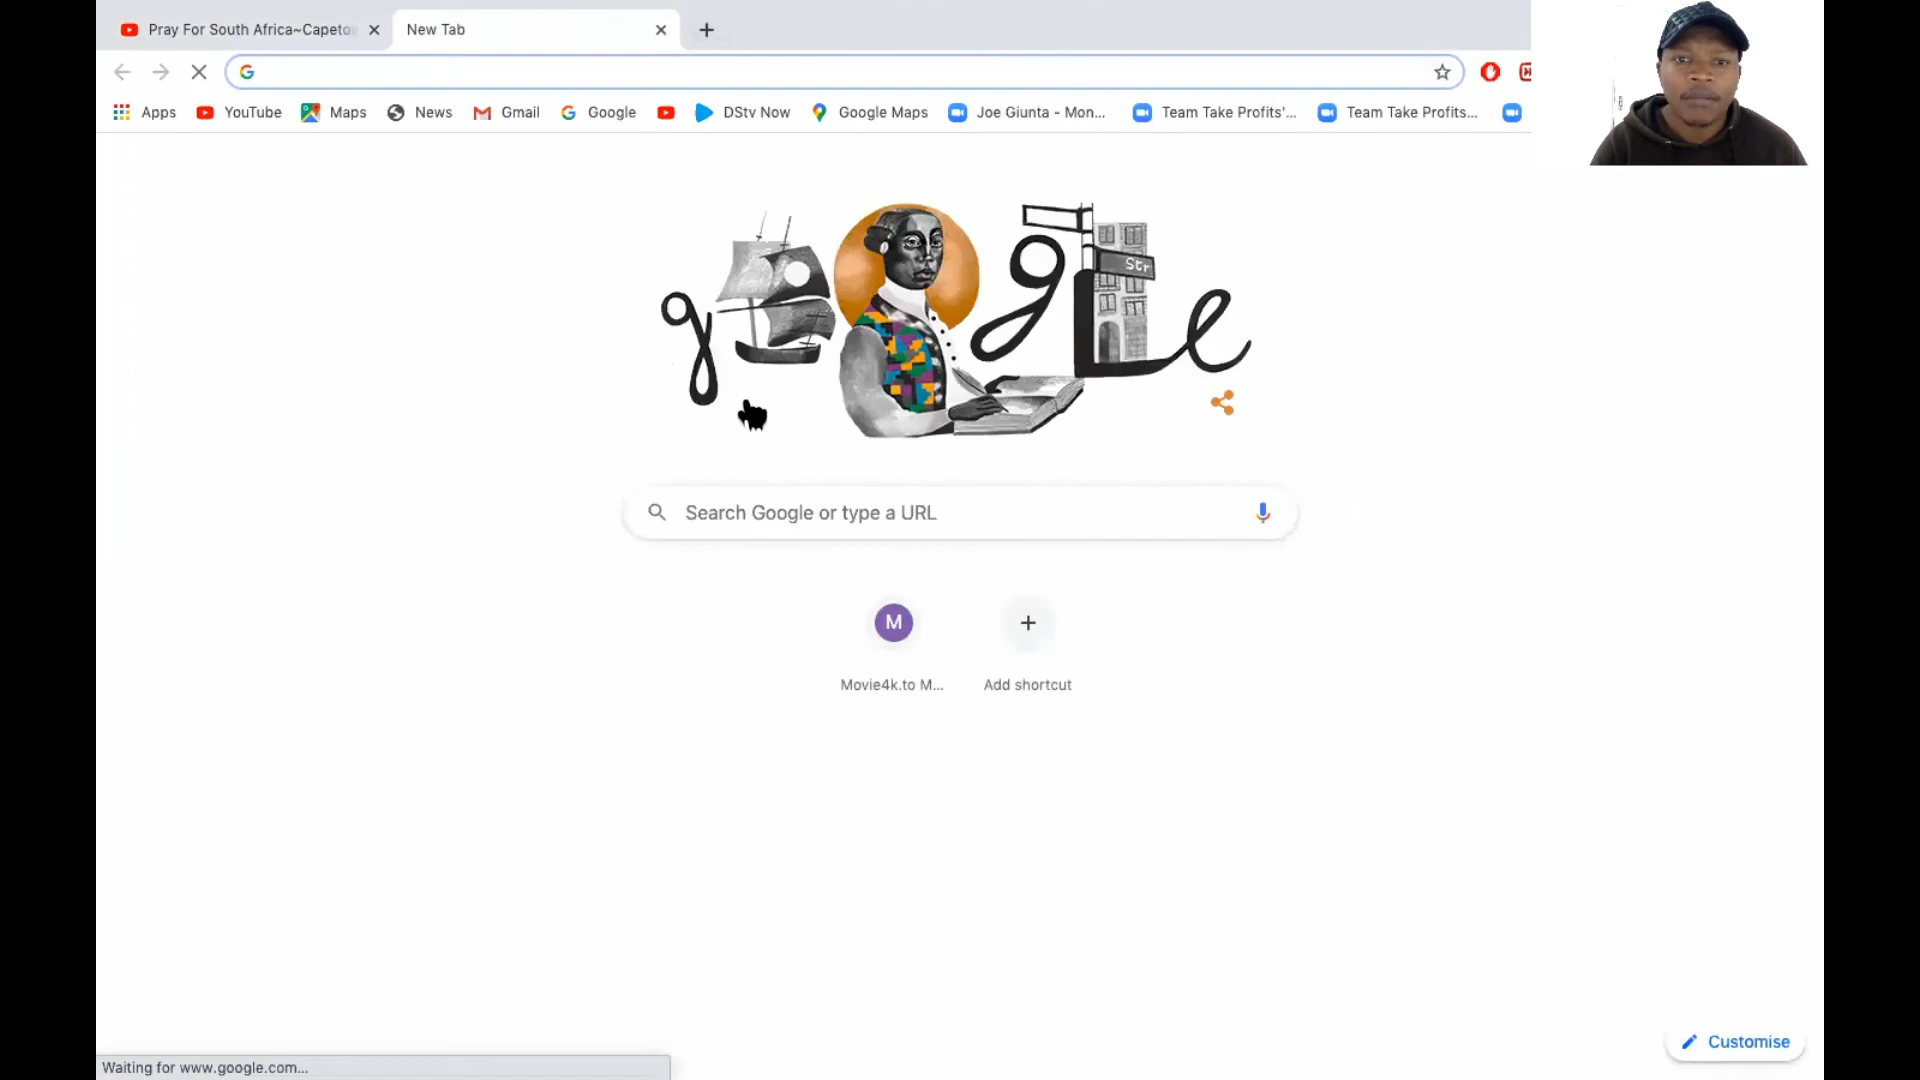 Pray For South Africa~Capetow
New Tab
Apps
YouTube
Maps
News
Gmail
Google
DStv Now
Google Maps
Joe Giunta - Mon...
Team Take Profits'...
Team Take Profits...
Str
Search Google or type a URL
M
Movie4k.to M...
Add shortcut
Customise
Waiting for www.google.com...